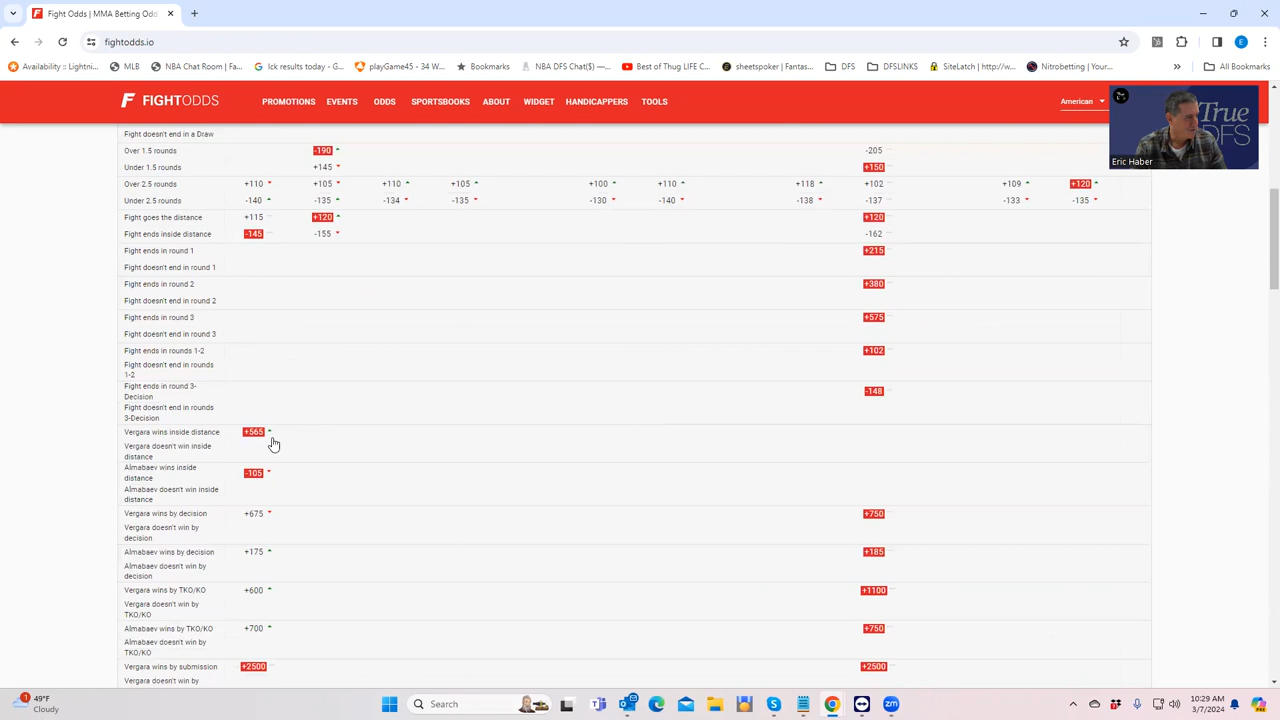 Fight Odds | MMA Betting Odd
fightodds.io
Availability :: Lightni... MLB NBA Chat Room | Fa... Ick results today - G... playGame45 - 34 W... Bookmarks NBA DFS Chat($) —... Best of Thug LIFE C... sheetspoker | Fantas... DFS DFSLINKS SiteLatch | http://w... Nitrobetting | Your... » All Bookmarks
FIGHTODDS PROMOTIONS EVENTS ODDS SPORTSBOOKS ABOUT WIDGET HANDICAPPERS TOOLS American
True
DFS
Eric Haber
Fight doesn't end in a Draw
Over 1.5 rounds -190 -205
Under 1.5 rounds +145 +150
Over 2.5 rounds +110 +105 +110 +105 +100 +110 +118 +102 +109 +120
Under 2.5 rounds -140 -135 -134 -135 -130 -140 -138 -137 -133 -135
Fight goes the distance +115 +120 +120
Fight ends inside distance -145 -155 -162
Fight ends in round 1 +215
Fight doesn't end in round 1
Fight ends in round 2 +380
Fight doesn't end in round 2
Fight ends in round 3 +575
Fight doesn't end in round 3
Fight ends in rounds 1-2 +102
Fight doesn't end in rounds
1-2
Fight ends in round 3-
Decision -148
Fight doesn't end in rounds
3-Decision
Vergara wins inside distance +565
Vergara doesn't win inside
distance
Almabaev wins inside
distance -105
Almabaev doesn't win inside
distance
Vergara wins by decision +675 +750
Vergara doesn't win by
decision
Almabaev wins by decision +175 +185
Almabaev doesn't win by
decision
Vergara wins by TKO/KO +600 +1100
Vergara doesn't win by
TKO/KO
Almabaev wins by TKO/KO +700 +750
Almabaev doesn't win by
TKO/KO
Vergara wins by submission +2500 +2500
Vergara doesn't win by
1 49°F
Cloudy
Search
10:29 AM
3/7/2024